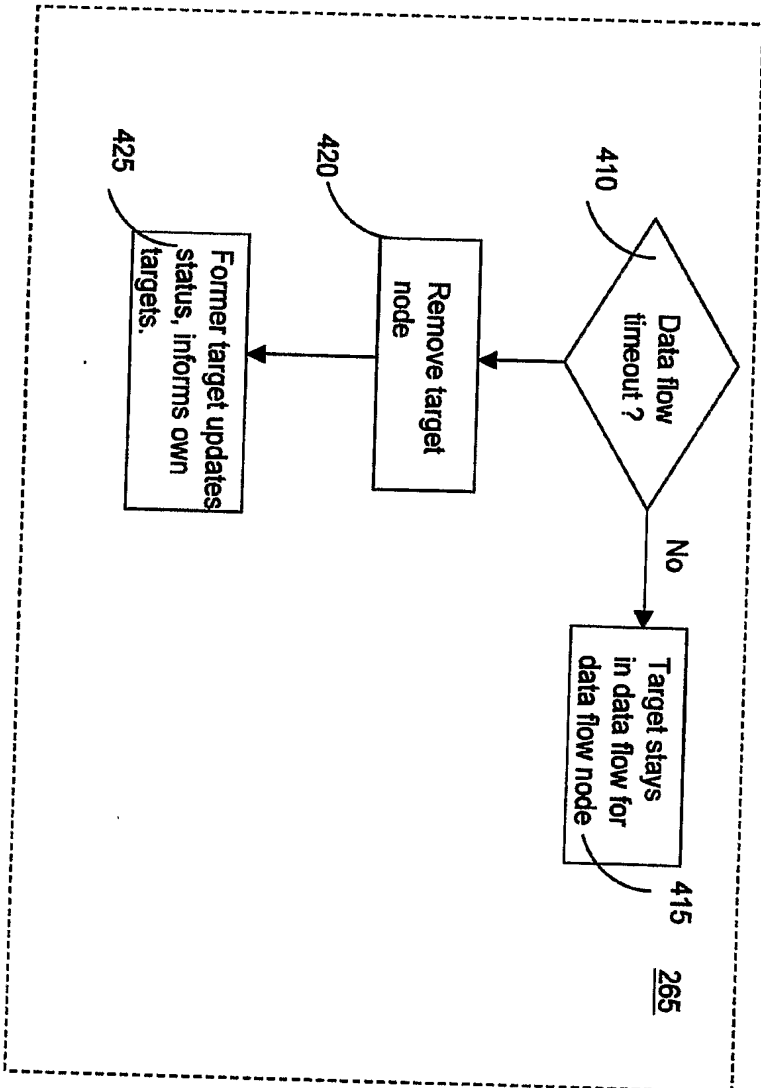 410
Data flow
timeout ?
No
Target stays
in data flow for
data flow node
415
265
420
Remove target
node
425
Former target updates
status, informs own
targets.